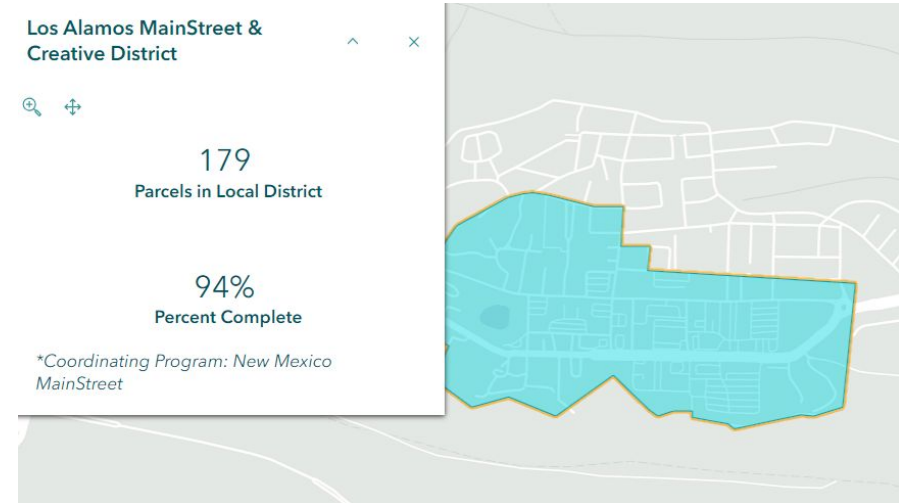 Los Alamos MainStreet &
Creative District
179
Parcels in Local District
94%
Percent Complete
*Coordinating Program: New Mexico
MainStreet